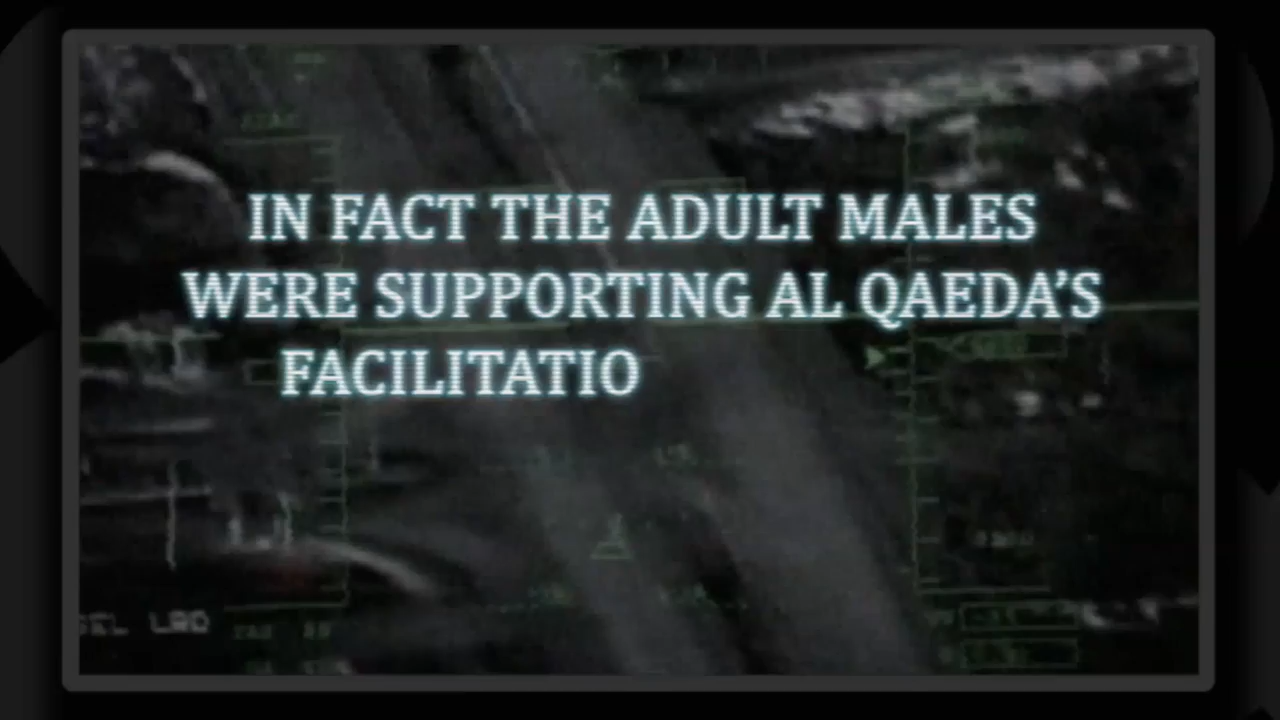 IN FACT THE ADULT MALES
WERE SUPPORTING AL QAEDA’S
FACILITATIO